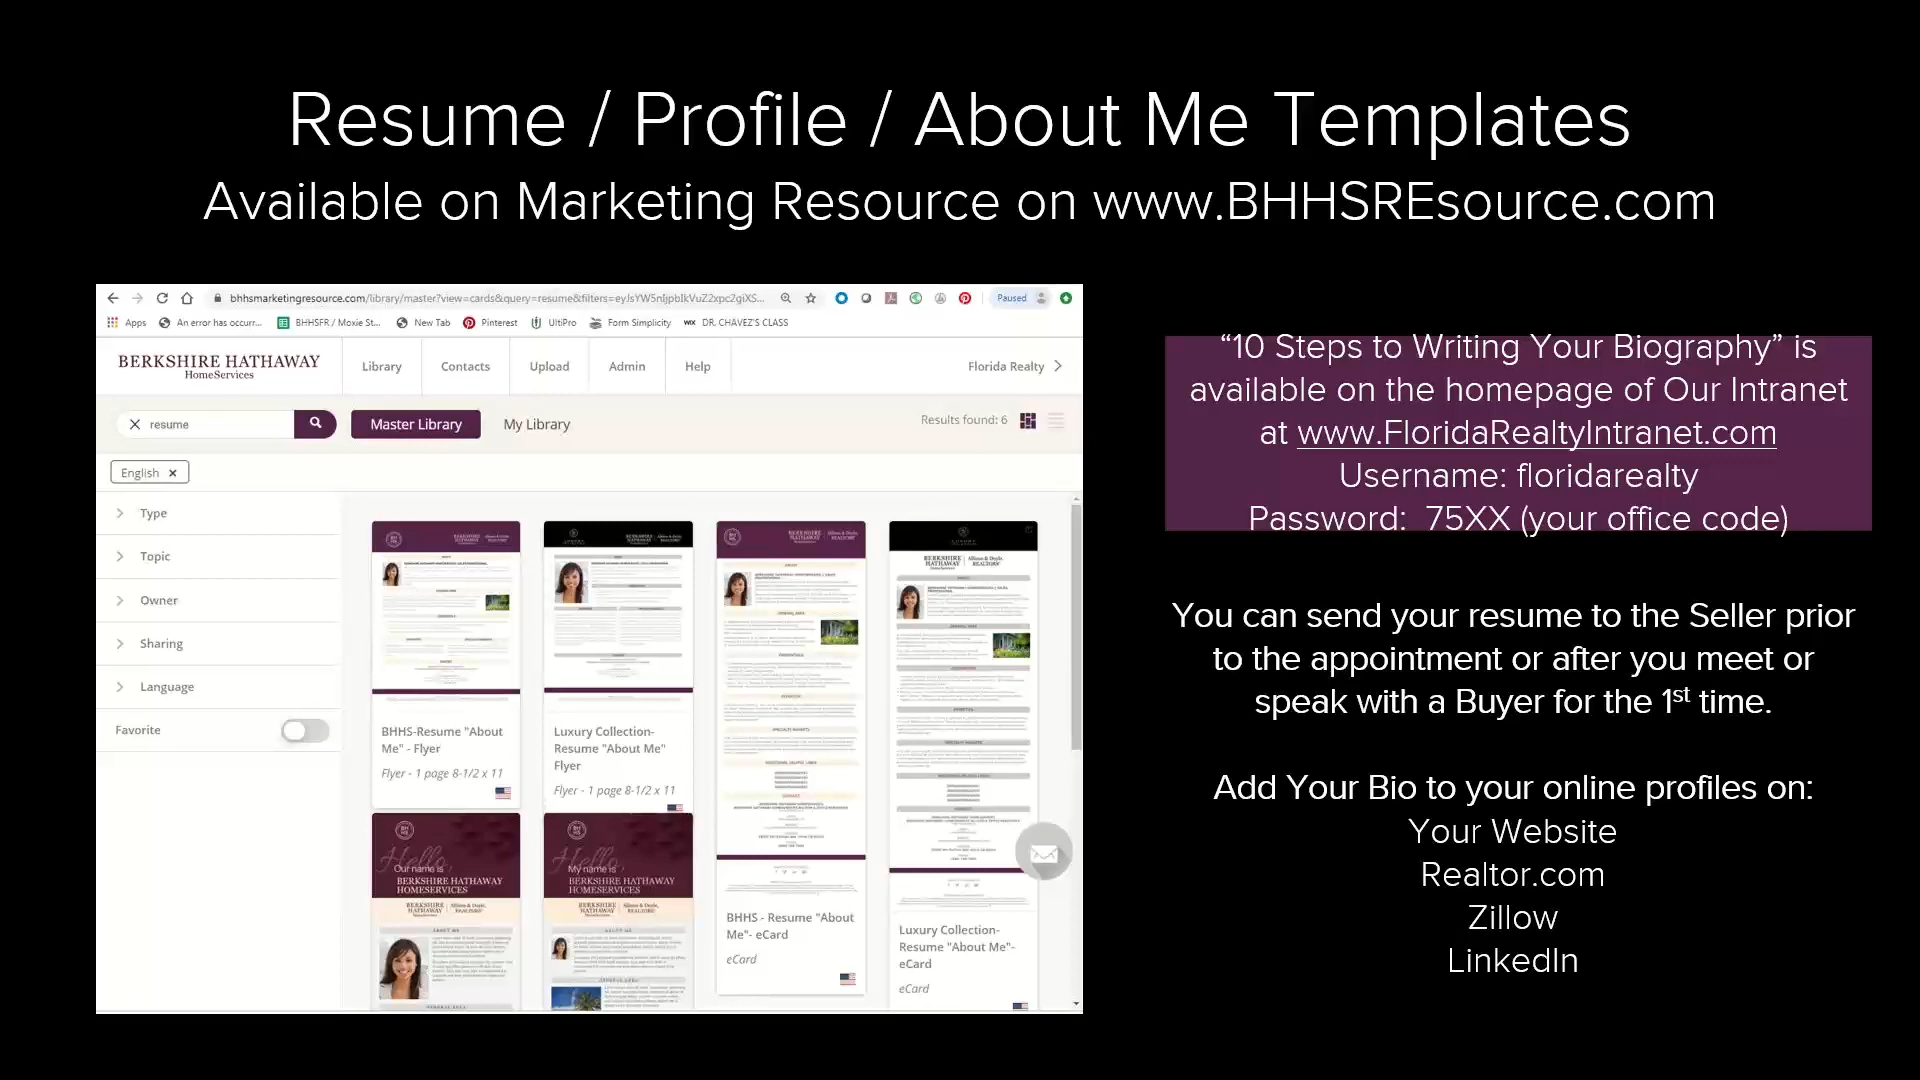 Resume / Profile / About Me Templates
Available on Marketing Resource on www.BHHSREsource.com
bhhsmarketingresource.com/library/master?view=cards&query=resume&filters=eyJsYW5nIjpbIkVuZ2xpc2giXS...
Paused
Apps
An error has occurr...
BHHSFR / Moxie St...
New Tab
Pinterest
UltiPro
Form Simplicity
WIX DR. CHAVEZ'S CLASS
BERKSHIRE HATHAWAY
HomeServices
Library
Contacts
Upload
Admin
Help
Florida Realty
resume
Master Library
My Library
Results found: 6
English
Type
Topic
Owner
Sharing
Language
Favorite
BHHS-Resume "About
Me" - Flyer
Flyer - 1 page 8-1/2 x 11
Luxury Collection-
Resume "About Me"
Flyer
Flyer - 1 page 8-1/2 x 11
BHHS - Resume "About
Me"- eCard
eCard
Luxury Collection-
Resume "About Me"-
eCard
eCard
Hello
Our name is
BERKSHIRE HATHAWAY
HOMESERVICES
Hello
My name is
BERKSHIRE HATHAWAY
HOMESERVICES
“10 Steps to Writing Your Biography” is
available on the homepage of Our Intranet
at www.FloridaRealtyIntranet.com
Username: floridarealty
Password: 75XX (your office code)
You can send your resume to the Seller prior
to the appointment or after you meet or
speak with a Buyer for the 1st time.
Add Your Bio to your online profiles on:
Your Website
Realtor.com
Zillow
LinkedIn